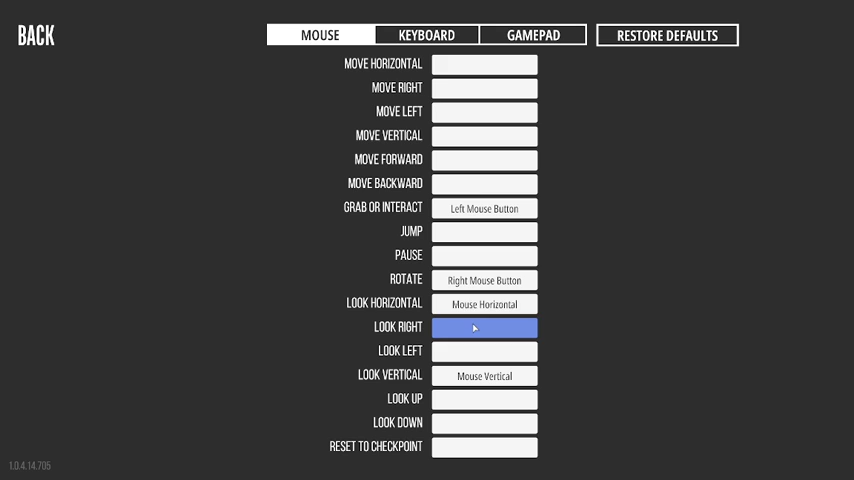 BACK
MOUSE KEYBOARD GAMEPAD RESTORE DEFAULTS
MOVE HORIZONTAL
MOVE RIGHT
MOVE LEFT
MOVE VERTICAL
MOVE FORWARD
MOVE BACKWARD
GRAB OR INTERACT Left Mouse Button
JUMP
PAUSE
ROTATE Right Mouse Button
LOOK HORIZONTAL Mouse Horizontal
LOOK RIGHT
LOOK LEFT
LOOK VERTICAL Mouse Vertical
LOOK UP
LOOK DOWN
RESET TO CHECKPOINT
1.0.4.14.705